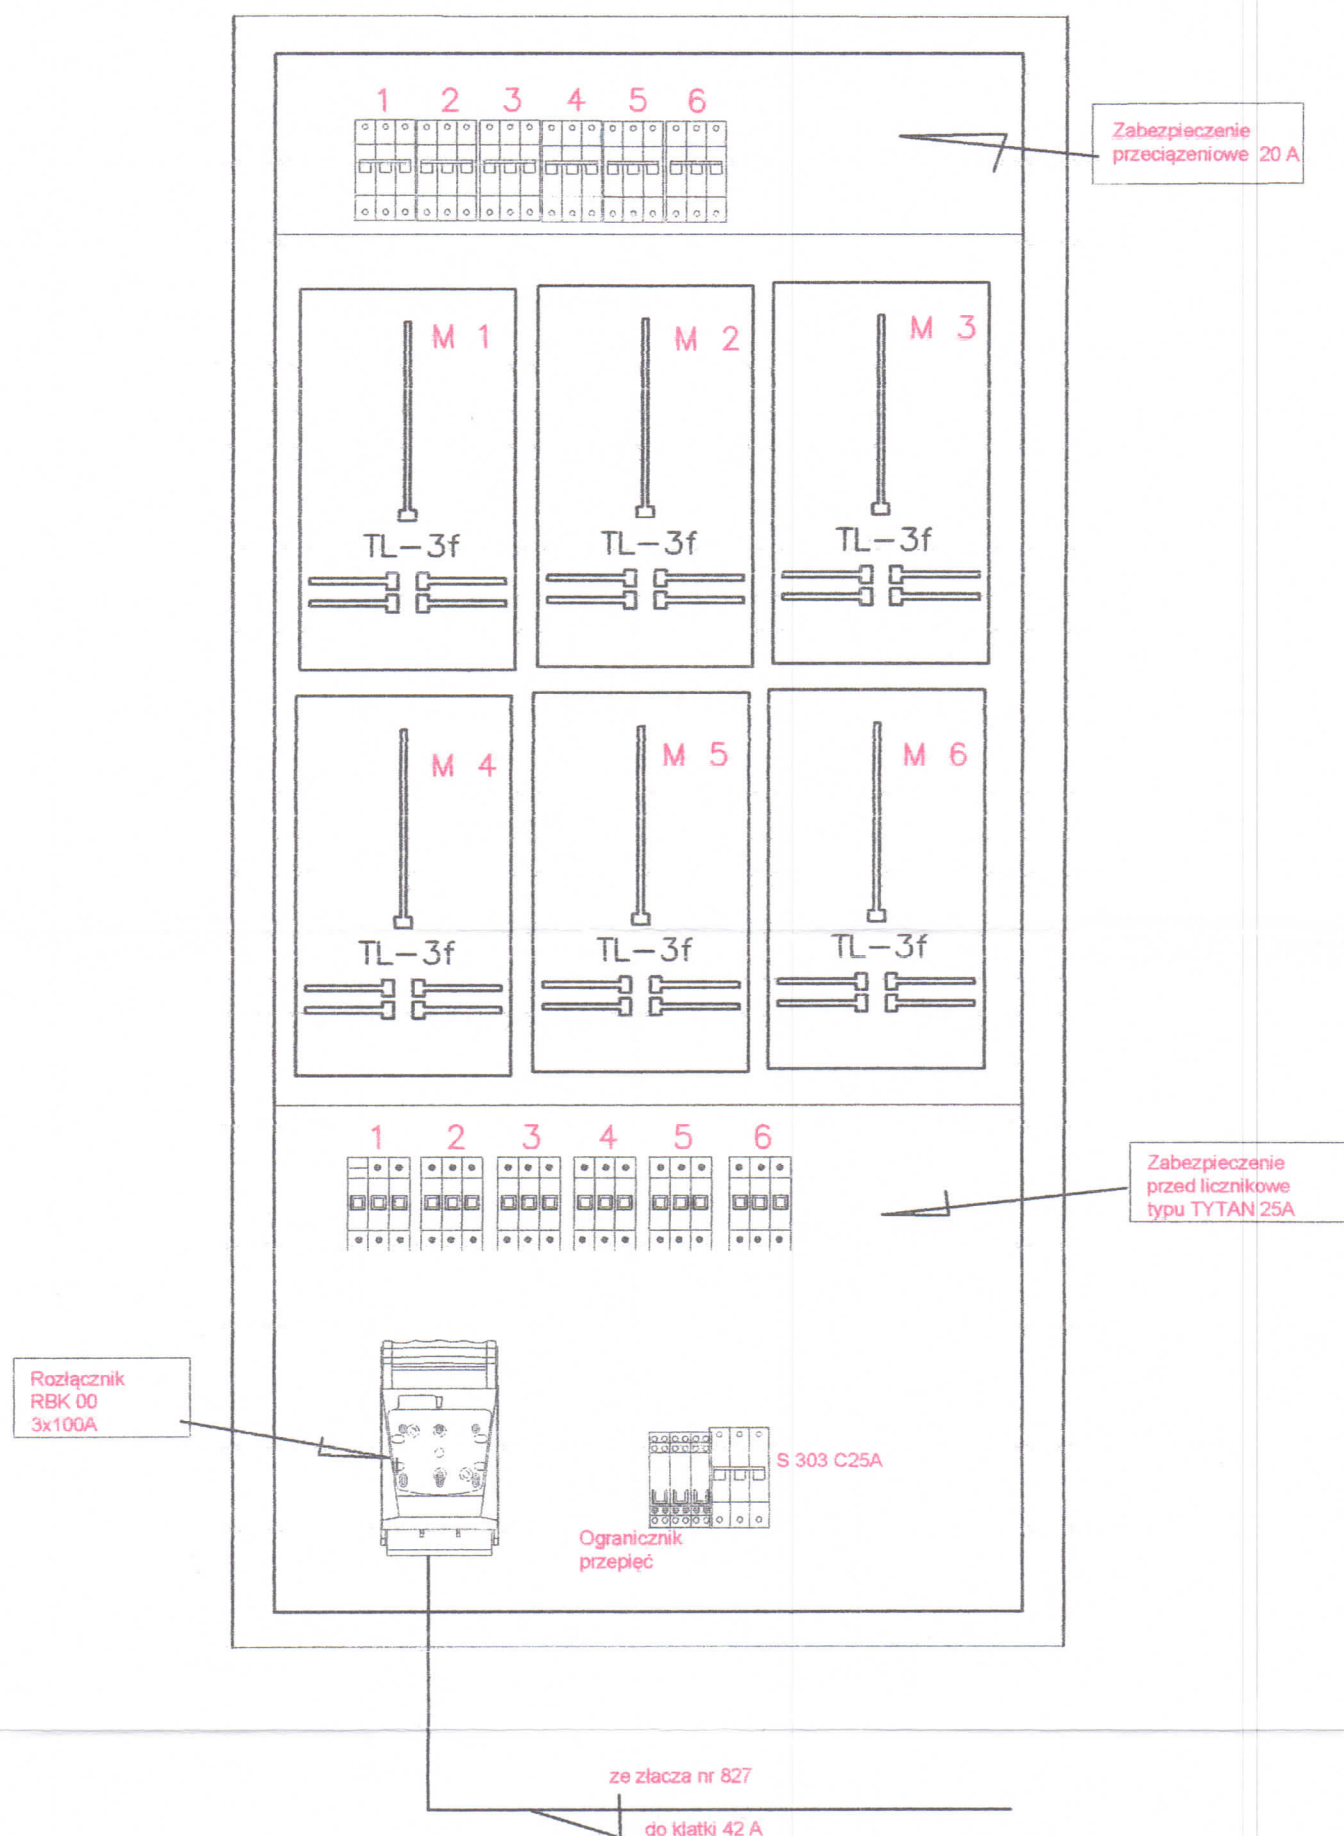 1 2 3 4 5 6
Zabezpieczenie
przeciązeniowe 20 A
M 1
M 2
M 3
TL-3f
TL-3f
TL-3f
M 4
M 5
M 6
TL-3f
TL-3f
TL-3f
1 2 3 4 5 6
Zabezpieczenie
przed licznikowe
typu TYTAN 25A
Rozłącznik
RBK 00
3x100A
S 303 C25A
Ogranicznik
przepięć
ze złacza nr 827
do klatki 42 A